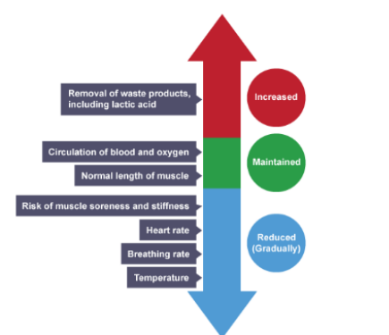 Removal of waste products,
including lactic acid
Increased
Circulation of blood and oxygen
Maintained
Normal length of muscle
Risk of muscle soreness and stiffness
Heart rate
Reduced
(Gradually)
Breathing rate
Temperature